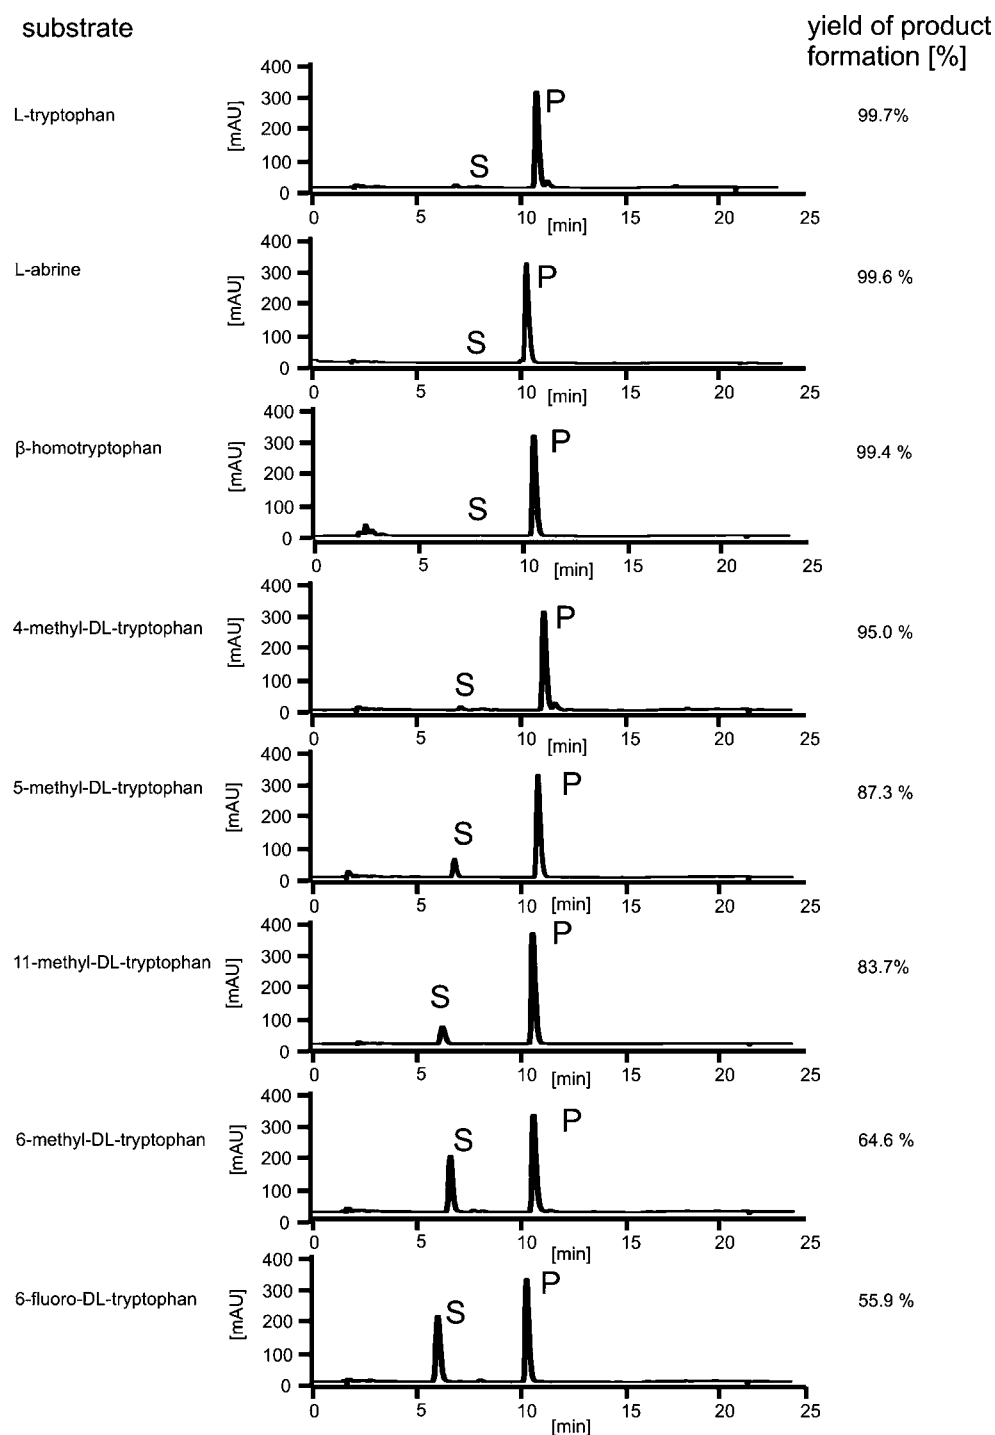 substrate
yield of product
formation [%]
L-tryptophan
[mAU]
400
300
200
100
0
S
P
99.7%
0 5 10 15 20 25
[min]
L-abrine
[mAU]
400
300
200
100
0
S
P
99.6 %
0 5 10 15 20 25
[min]
β-homotryptophan
[mAU]
400
300
200
100
0
S
P
99.4 %
0 5 10 15 20 25
[min]
4-methyl-DL-tryptophan
[mAU]
400
300
200
100
0
S
P
95.0 %
0 5 10 15 20 25
[min]
5-methyl-DL-tryptophan
[mAU]
400
300
200
100
0
S
P
87.3 %
0 5 10 15 20 25
[min]
11-methyl-DL-tryptophan
[mAU]
400
300
200
100
0
S
P
83.7%
0 5 10 15 20 25
[min]
6-methyl-DL-tryptophan
[mAU]
400
300
200
100
0
S
P
64.6 %
0 5 10 15 20 25
[min]
6-fluoro-DL-tryptophan
[mAU]
400
300
200
100
0
S
P
55.9 %
0 5 10 15 20 25
[min]